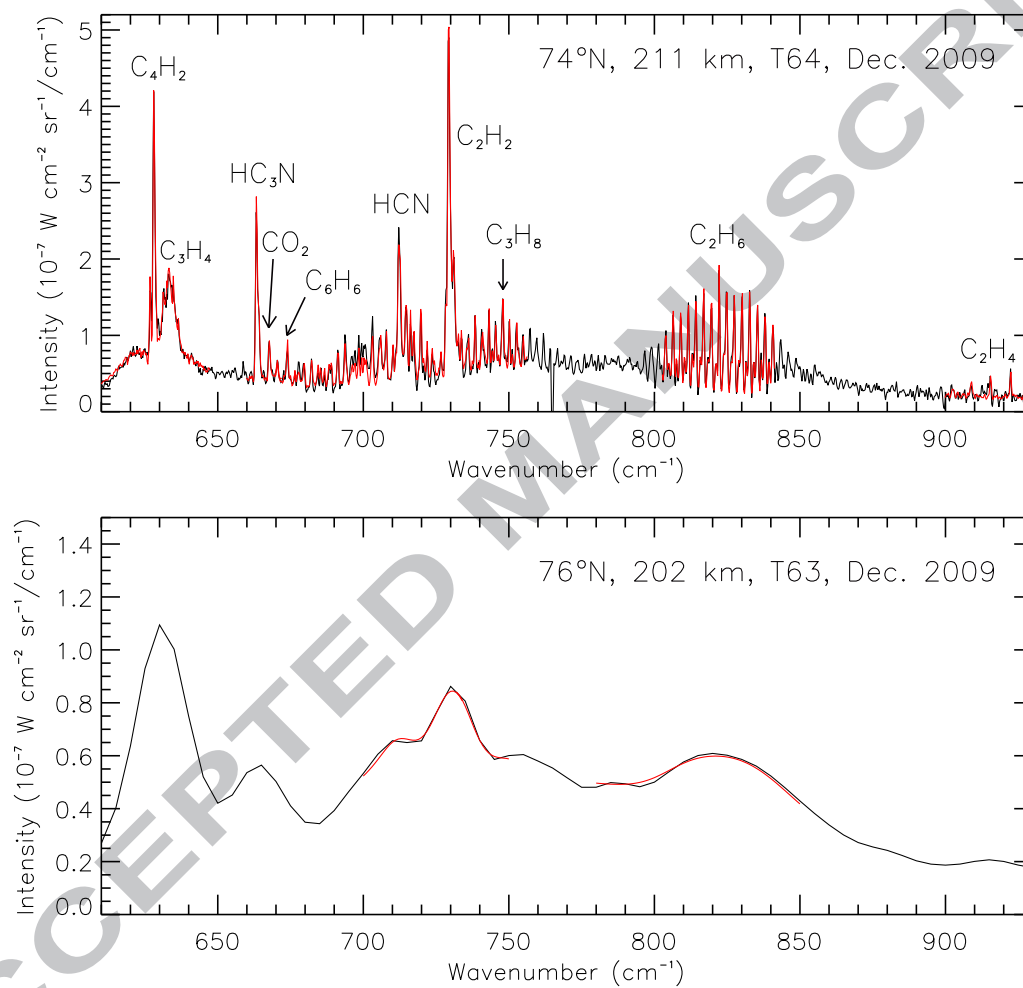 74°N, 211 km, T64, Dec. 2009
C₄H₂
C₃H₄
HC₃N
CO₂
C₆H₆
HCN
C₂H₂
C₃H₈
C₂H₆
C₂H₄
5
4
3
2
1
0
Intensity (10⁻⁷ W cm⁻² sr⁻¹/cm⁻¹)
650 700 750 800 850 900
Wavenumber (cm⁻¹)
76°N, 202 km, T63, Dec. 2009
1.4
1.2
1.0
0.8
0.6
0.4
0.2
0.0
Intensity (10⁻⁷ W cm⁻² sr⁻¹/cm⁻¹)
650 700 750 800 850 900
Wavenumber (cm⁻¹)
CCEPTED MANUSCRI